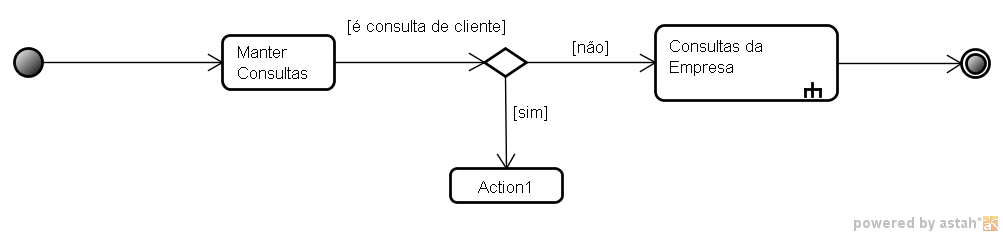 [é consulta de cliente]
Manter
Consultas
[não]
Consultas da
Empresa
[sim]
Action1
powered by astah*